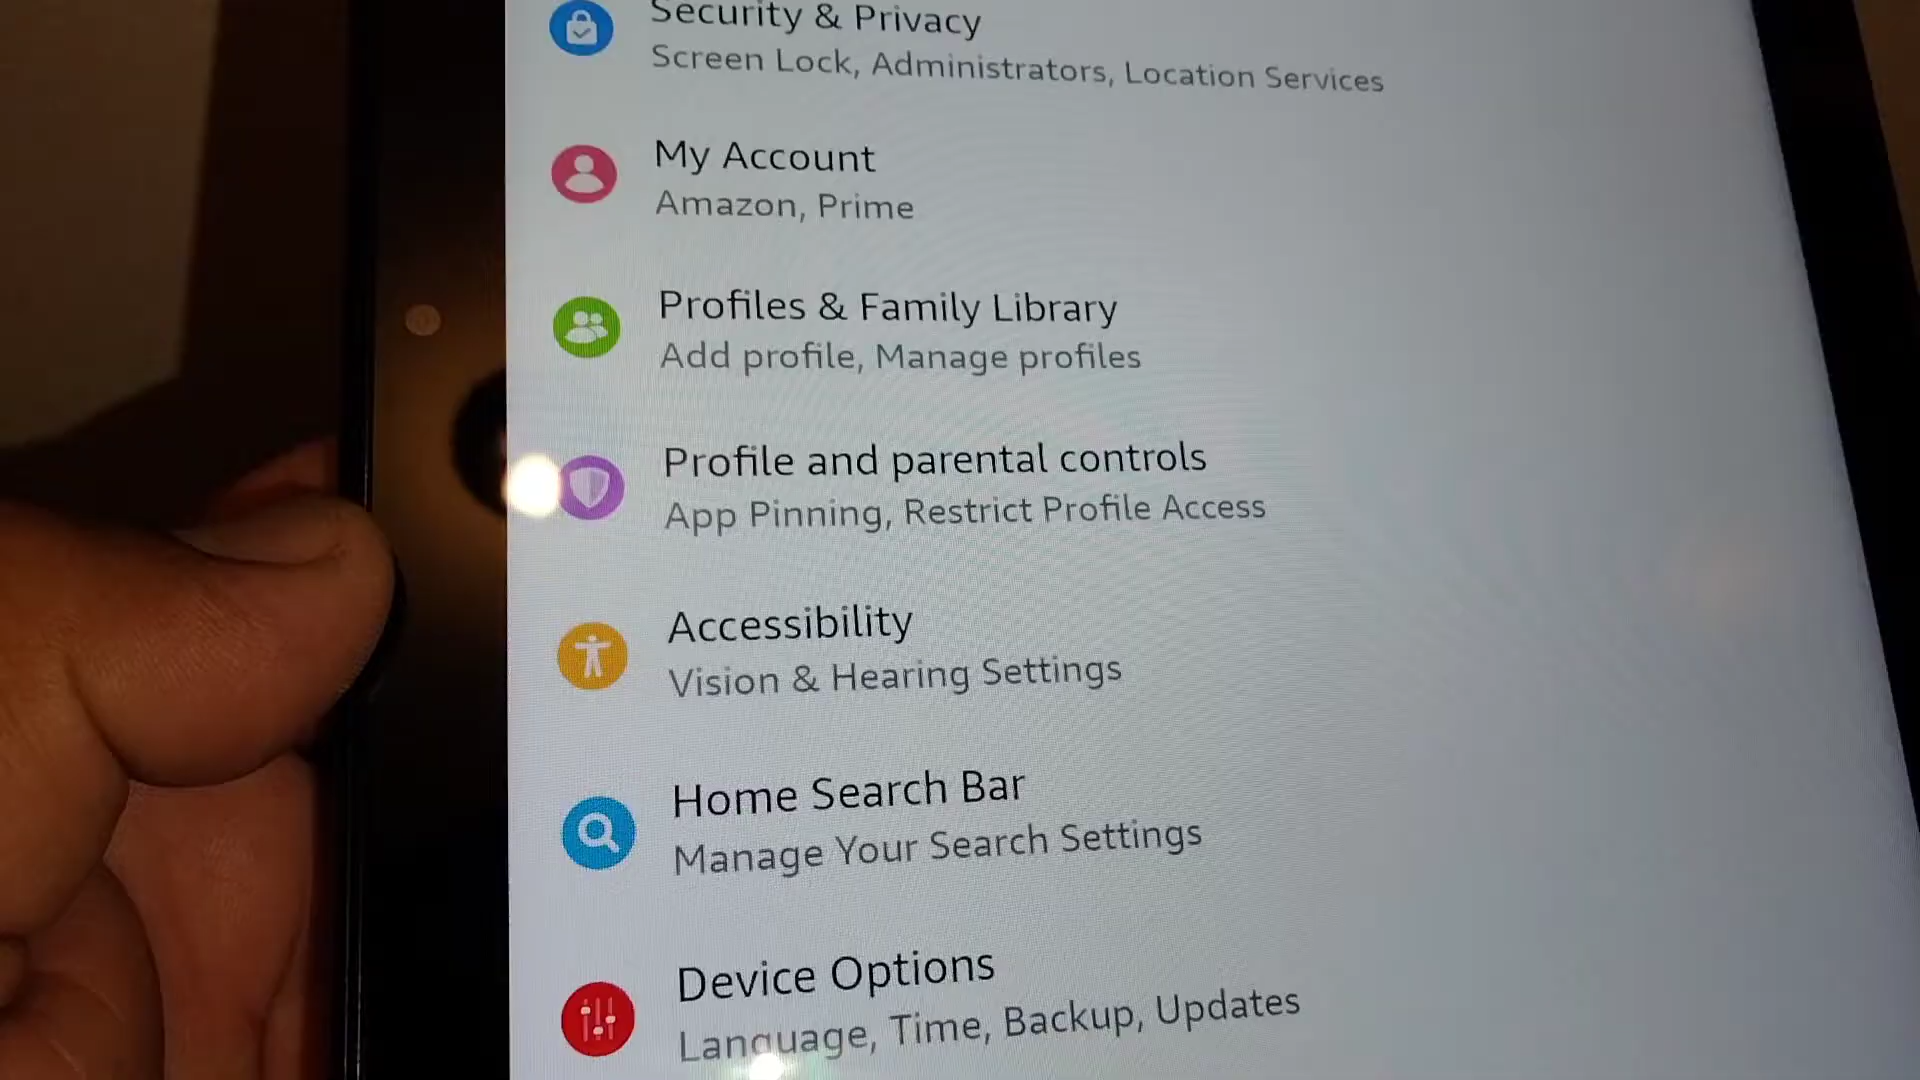 Security & Privacy
Screen Lock, Administrators, Location Services
My Account
Amazon, Prime
Profiles & Family Library
Add profile, Manage profiles
Profile and parental controls
App Pinning, Restrict Profile Access
Accessibility
Vision & Hearing Settings
Home Search Bar
Manage Your Search Settings
Device Options
Language, Time, Backup, Updates